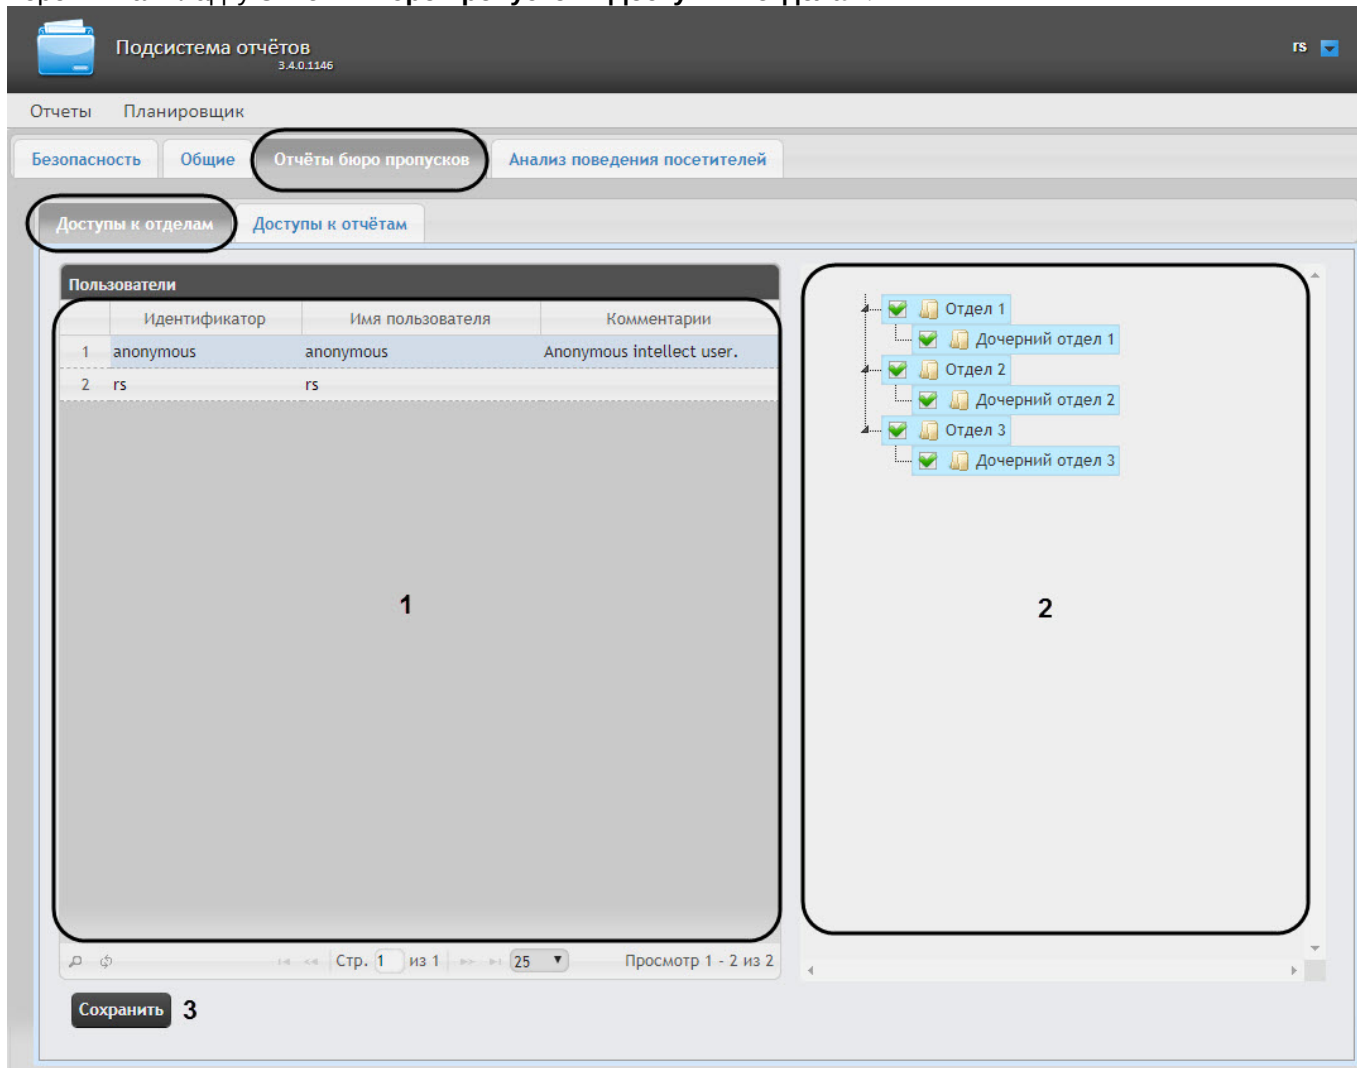 Подсистема отчётов
3.4.0.1146
rs
Отчеты Планировщик
Безопасность Общие Отчёты бюро пропусков Анализ поведения посетителей
Доступы к отделам Доступы к отчётам
Пользователи
Идентификатор Имя пользователя Комментарии
1 anonymous anonymous Anonymous intellect user.
2 rs rs
Отдел 1
Дочерний отдел 1
Отдел 2
Дочерний отдел 2
Отдел 3
Дочерний отдел 3
1
2
Стр. 1 из 1 25 Просмотр 1 - 2 из 2
Сохранить 3